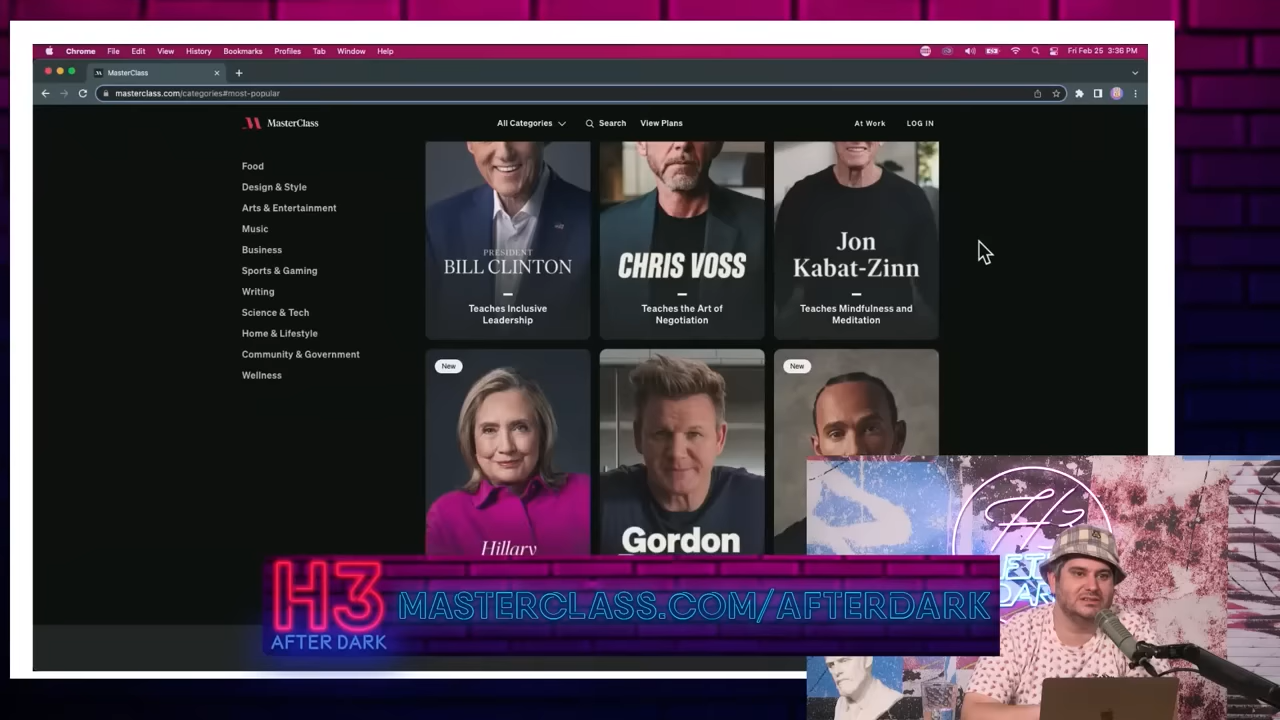 Chrome File Edit View History Bookmarks Profiles Tab Window Help
Fri Feb 25 3:36 PM
MasterClass
masterclass.com/categories#most-popular
MasterClass
All Categories
Search
View Plans
At Work
LOG IN
Food
Design & Style
Arts & Entertainment
Music
Business
Sports & Gaming
Writing
Science & Tech
Home & Lifestyle
Community & Government
Wellness
PRESIDENT
BILL CLINTON
Teaches Inclusive
Leadership
CHRIS VOSS
Teaches the Art of
Negotiation
Jon
Kabat-Zinn
Teaches Mindfulness and
Meditation
New
Hillary
Gordon
New
H3
AFTER DARK
MASTERCLASS.COM/AFTERDARK
H3